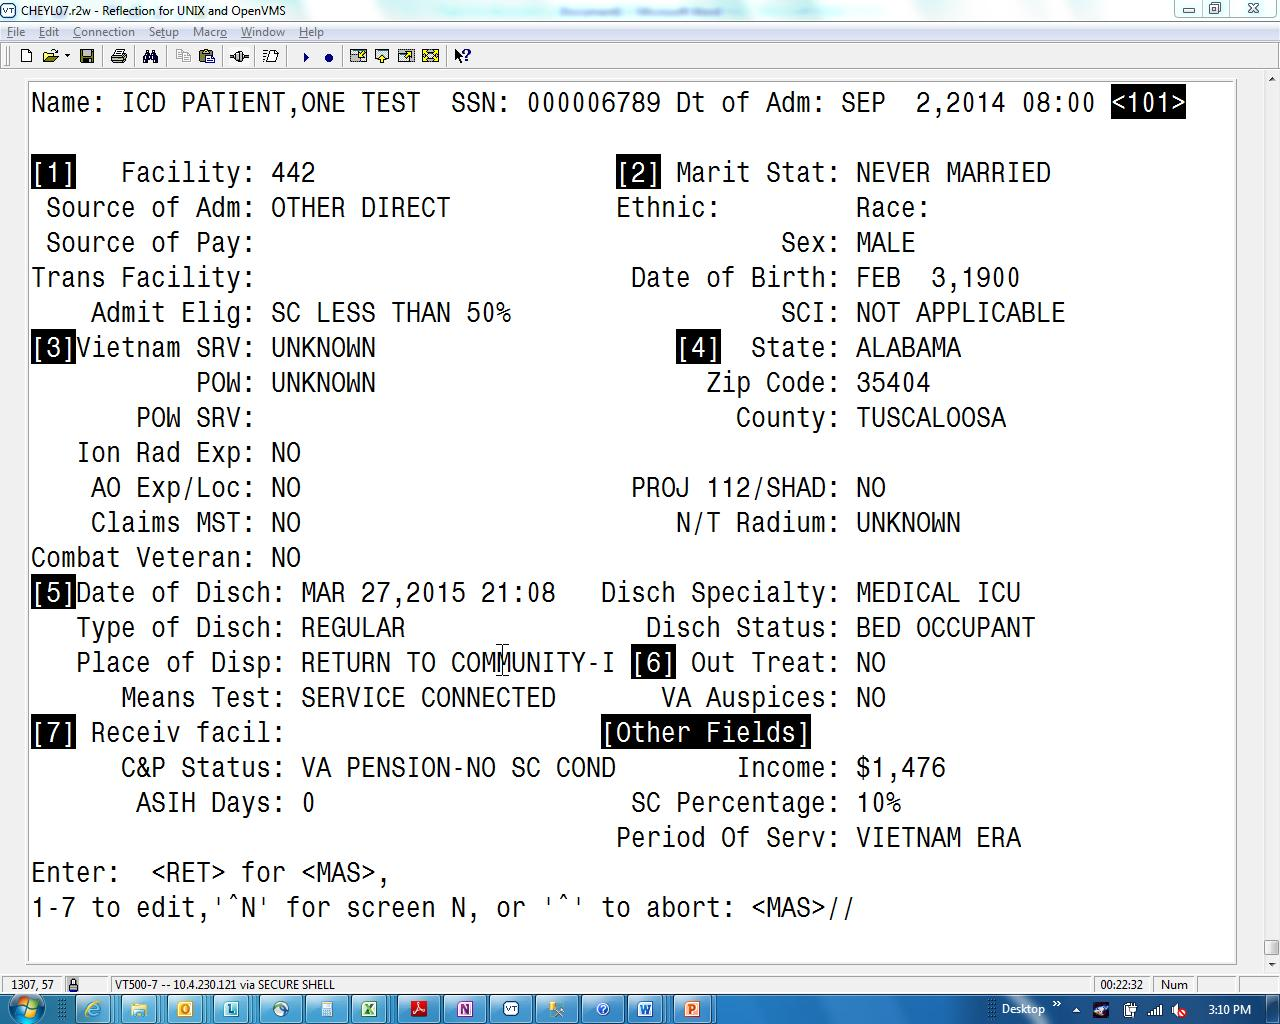 CHEYL07.r2w - Reflection for UNIX and OpenVMS
File Edit Connection Setup Macro Window Help
Name: ICD PATIENT,ONE TEST SSN: 000006789 Dt of Adm: SEP 2,2014 08:00 <101>
[1] Facility: 442 [2] Marit Stat: NEVER MARRIED
Source of Adm: OTHER DIRECT Ethnic: Race:
Source of Pay: Sex: MALE
Trans Facility: Date of Birth: FEB 3,1900
Admit Elig: SC LESS THAN 50% SCI: NOT APPLICABLE
[3]Vietnam SRV: UNKNOWN [4] State: ALABAMA
POW: UNKNOWN Zip Code: 35404
POW SRV: County: TUSCALOOSA
Ion Rad Exp: NO
AO Exp/Loc: NO PROJ 112/SHAD: NO
Claims MST: NO N/T Radium: UNKNOWN
Combat Veteran: NO
[5]Date of Disch: MAR 27,2015 21:08 Disch Specialty: MEDICAL ICU
Type of Disch: REGULAR Disch Status: BED OCCUPANT
Place of Disp: RETURN TO COMMUNITY-I [6] Out Treat: NO
Means Test: SERVICE CONNECTED VA Auspices: NO
[7] Receiv facil: [Other Fields]
C&P Status: VA PENSION-NO SC COND Income: $1,476
ASIH Days: 0 SC Percentage: 10%
Period Of Serv: VIETNAM ERA
Enter: <RET> for <MAS>,
1-7 to edit,'^N' for screen N, or '^' to abort: <MAS>//
1307, 57 VT500-7 -- 10.4.230.121 via SECURE SHELL 00:22:32 Num
Desktop 3:10 PM